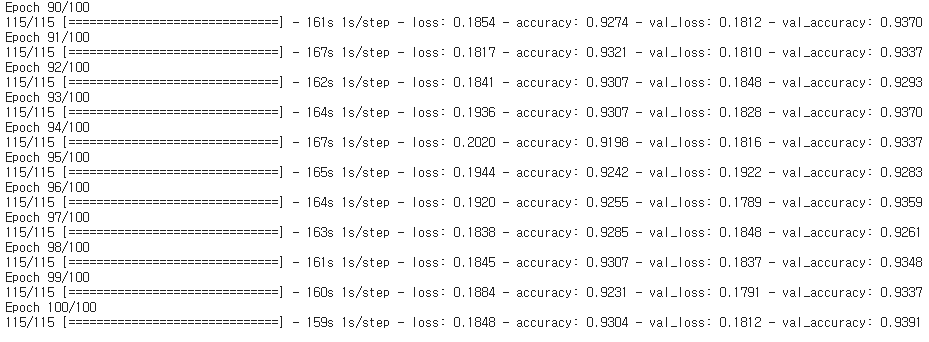 Epoch 90/100
115/115 [==============================] - 161s 1s/step - loss: 0.1854 - accuracy: 0.9274 - val_loss: 0.1812 - val_accuracy: 0.9370
Epoch 91/100
115/115 [==============================] - 167s 1s/step - loss: 0.1817 - accuracy: 0.9321 - val_loss: 0.1810 - val_accuracy: 0.9337
Epoch 92/100
115/115 [==============================] - 162s 1s/step - loss: 0.1841 - accuracy: 0.9307 - val_loss: 0.1848 - val_accuracy: 0.9293
Epoch 93/100
115/115 [==============================] - 164s 1s/step - loss: 0.1936 - accuracy: 0.9307 - val_loss: 0.1828 - val_accuracy: 0.9370
Epoch 94/100
115/115 [==============================] - 167s 1s/step - loss: 0.2020 - accuracy: 0.9198 - val_loss: 0.1816 - val_accuracy: 0.9337
Epoch 95/100
115/115 [==============================] - 165s 1s/step - loss: 0.1944 - accuracy: 0.9242 - val_loss: 0.1922 - val_accuracy: 0.9283
Epoch 96/100
115/115 [==============================] - 164s 1s/step - loss: 0.1920 - accuracy: 0.9255 - val_loss: 0.1789 - val_accuracy: 0.9359
Epoch 97/100
115/115 [==============================] - 163s 1s/step - loss: 0.1838 - accuracy: 0.9285 - val_loss: 0.1848 - val_accuracy: 0.9261
Epoch 98/100
115/115 [==============================] - 161s 1s/step - loss: 0.1845 - accuracy: 0.9307 - val_loss: 0.1837 - val_accuracy: 0.9348
Epoch 99/100
115/115 [==============================] - 160s 1s/step - loss: 0.1884 - accuracy: 0.9231 - val_loss: 0.1791 - val_accuracy: 0.9337
Epoch 100/100
115/115 [==============================] - 159s 1s/step - loss: 0.1848 - accuracy: 0.9304 - val_loss: 0.1812 - val_accuracy: 0.9391